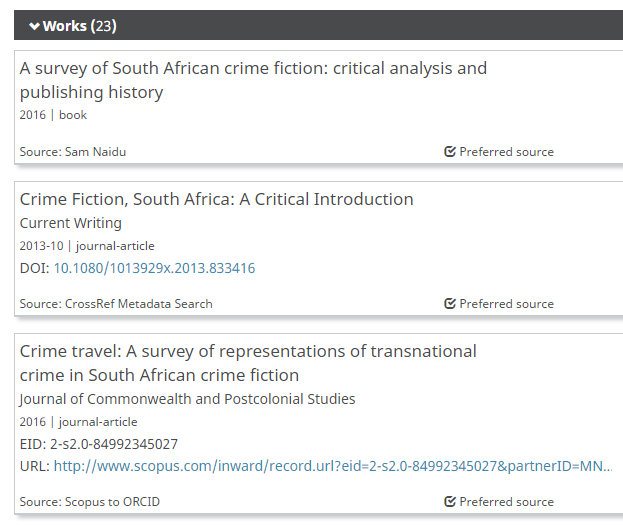 Works (23)
A survey of South African crime fiction: critical analysis and
publishing history
2016 | book
Source: Sam Naidu
Preferred source
Crime Fiction, South Africa: A Critical Introduction
Current Writing
2013-10 | journal-article
DOI: 10.1080/1013929x.2013.833416
Source: CrossRef Metadata Search
Preferred source
Crime travel: A survey of representations of transnational
crime in South African crime fiction
Journal of Commonwealth and Postcolonial Studies
2016 | journal-article
EID: 2-s2.0-84992345027
URL: http://www.scopus.com/inward/record.url?eid=2-s2.0-84992345027&partnerID=MN...
Source: Scopus to ORCID
Preferred source